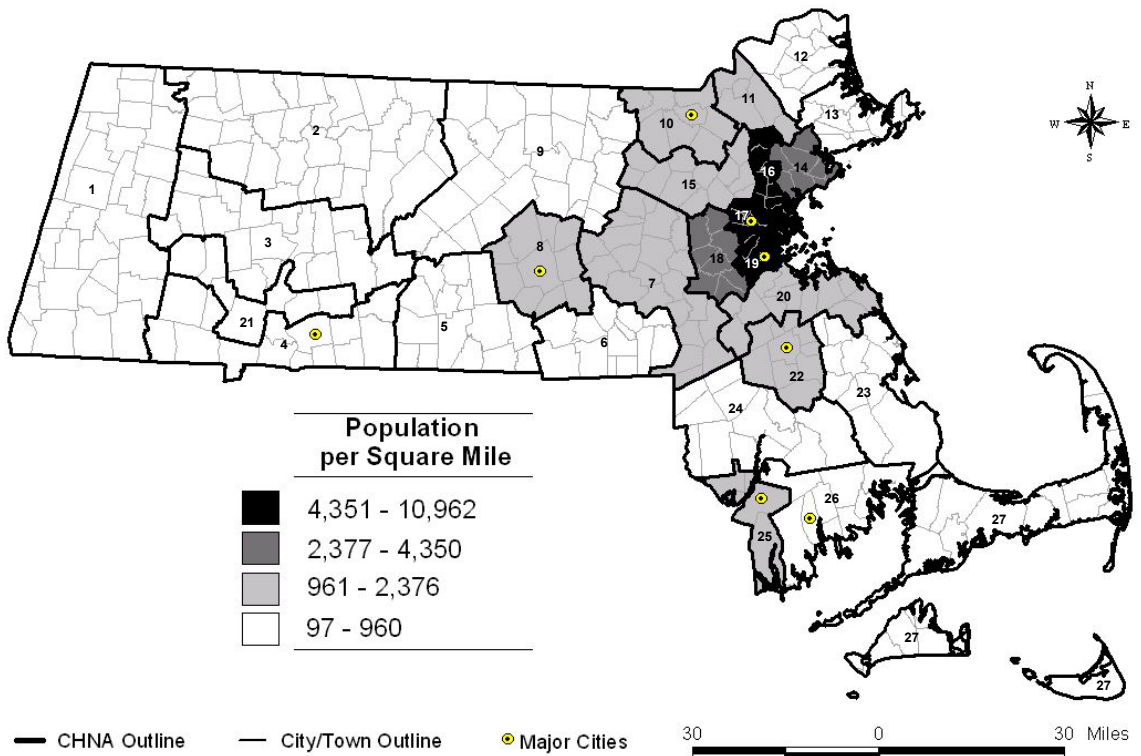 12
11
13
10
2
9
16
14
15
1
17
8
3
18
19
7
20
21
5
6
4
22
23
24
26
27
25
27
27
N
W E
S
Population
per Square Mile
4,351 - 10,962
2,377 - 4,350
961 - 2,376
97 - 960
CHNA Outline
City/Town Outline
Major Cities
30 0 30 Miles